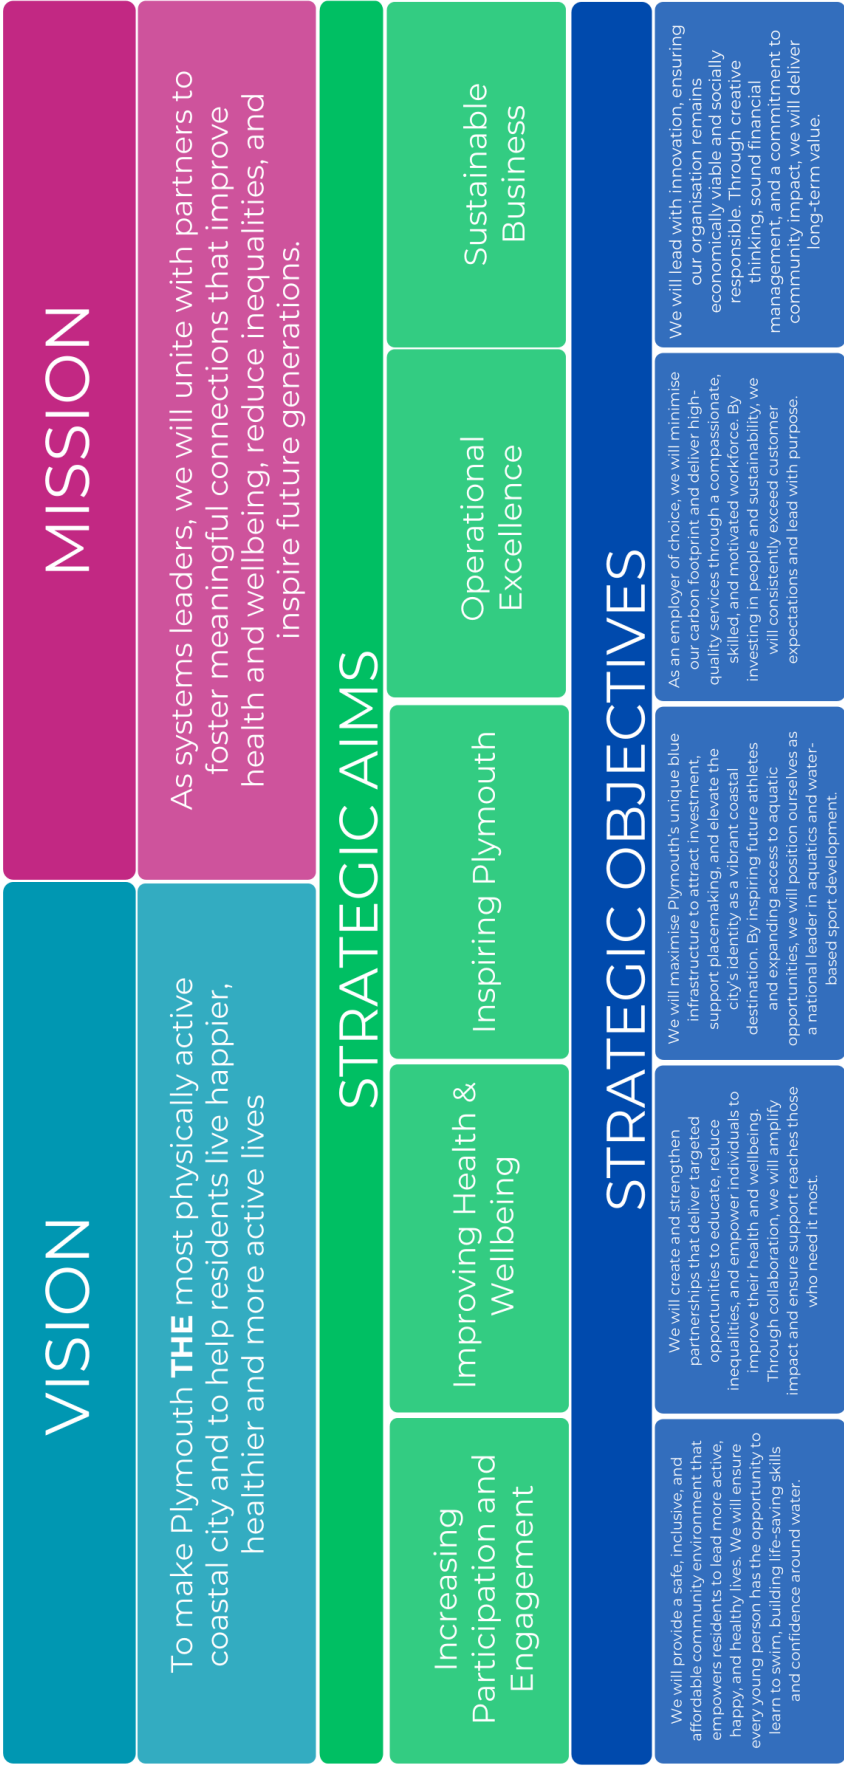 VISION
To make Plymouth THE most physically active
coastal city and to help residents live happier,
healthier and more active lives
MISSION
As systems leaders, we will unite with partners to
foster meaningful connections that improve
health and wellbeing, reduce inequalities, and
inspire future generations.
STRATEGIC AIMS
Increasing
Participation and
Engagement
Improving Health &
Wellbeing
Inspiring Plymouth
Operational
Excellence
Sustainable
Business
STRATEGIC OBJECTIVES
We will provide a safe, inclusive, and
affordable community environment that
empowers residents to lead more active,
happy, and healthy lives. We will ensure
every young person has the opportunity to
learn to swim, building life-saving skills
and confidence around water.
We will create and strengthen
partnerships that deliver targeted
opportunities to educate, reduce
inequalities, and empower individuals to
improve their health and wellbeing.
Through collaboration, we will amplify
impact and ensure support reaches those
who need it most.
We will maximise Plymouth's unique blue
infrastructure to attract investment,
support placemaking, and elevate the
city's identity as a vibrant coastal
destination. By inspiring future athletes
and expanding access to aquatic
opportunities, we will position ourselves as
a national leader in aquatics and water-
based sport development.
As an employer of choice, we will minimise
our carbon footprint and deliver high-
quality services through a compassionate,
skilled, and motivated workforce. By
investing in people and sustainability, we
will consistently exceed customer
expectations and lead with purpose.
We will lead with innovation, ensuring
our organisation remains
economically viable and socially
responsible. Through creative
thinking, sound financial
management, and a commitment to
community impact, we will deliver
long-term value.